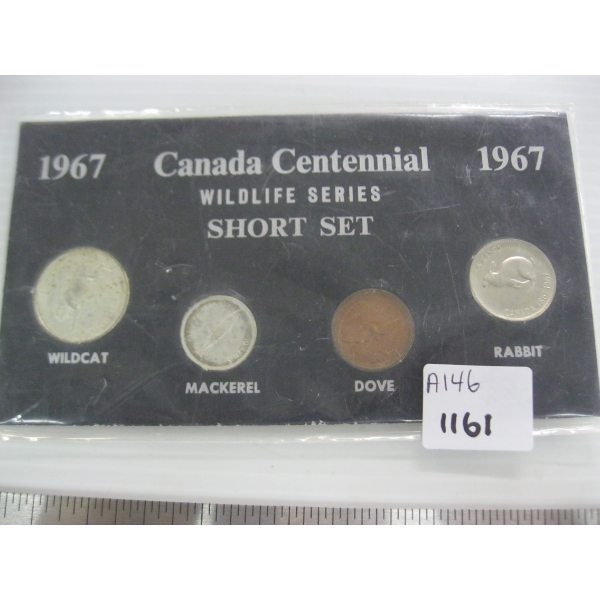 1967 Canada Centennial 1967
WILDLIFE SERIES
SHORT SET
WILDCAT
MACKEREL
DOVE
RABBIT
A146
1161